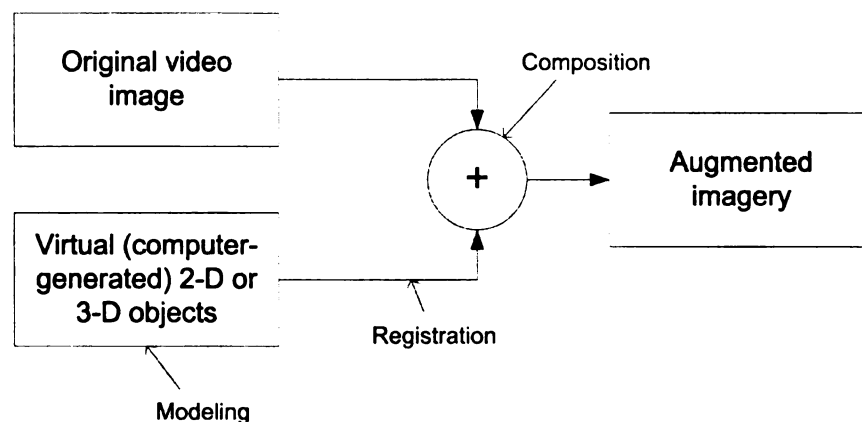 Original video
image
Composition
+
Augmented
imagery
Virtual (computer-
generated) 2-D or
3-D objects
Registration
Modeling